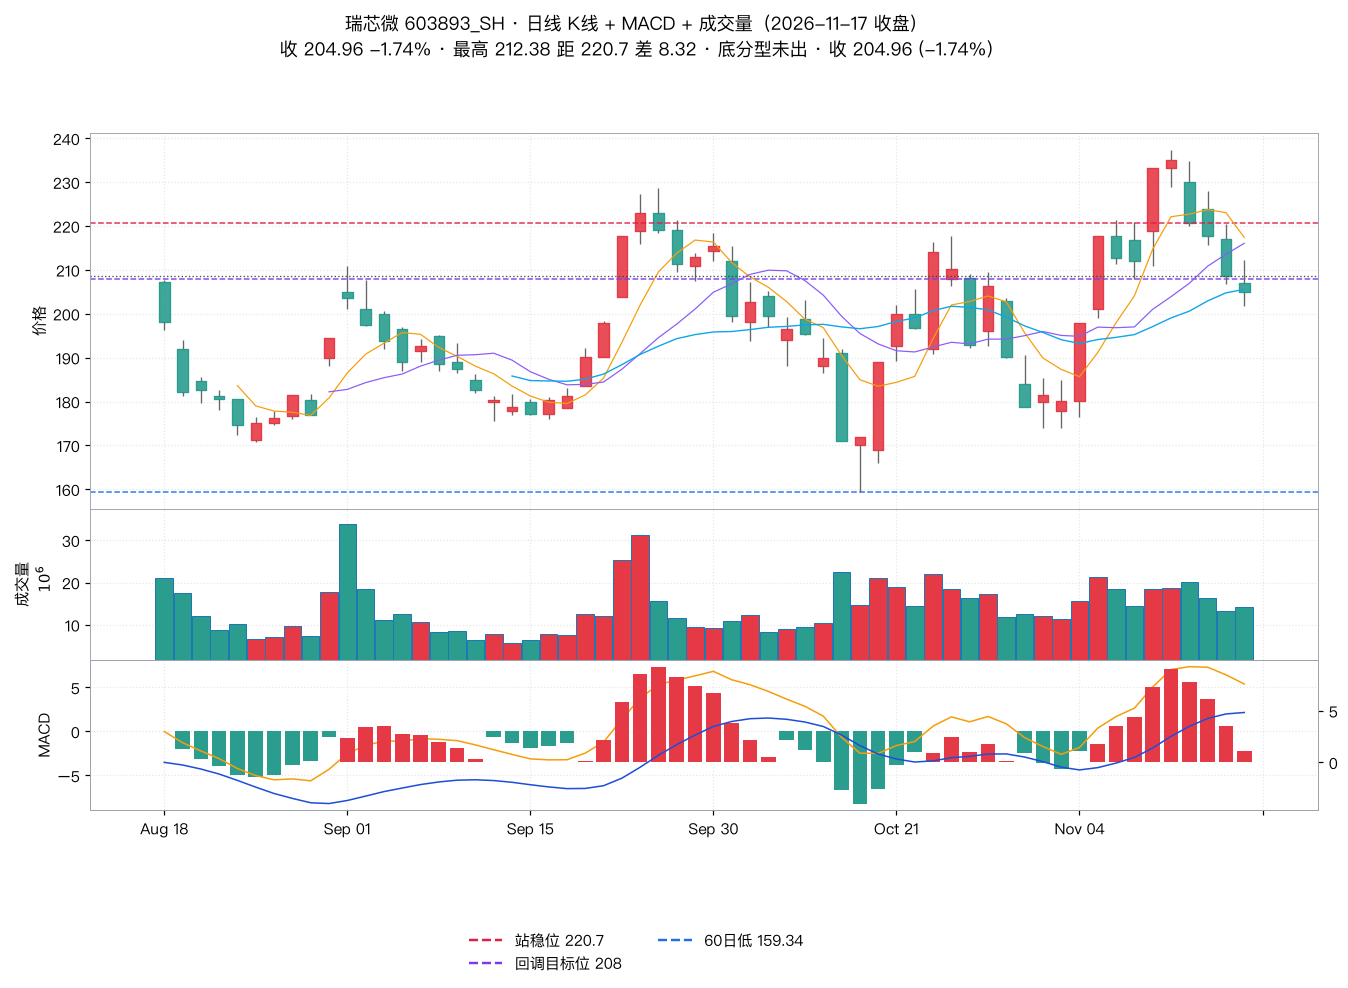 瑞芯微 603893_SH · 日线 K线 + MACD + 成交量（2026–11–17 收盘）
收 204.96 −1.74% · 最高 212.38 距 220.7 差 8.32 · 底分型未出 · 收 204.96 (−1.74%)
240
230
220
210
200
190
180
170
160
价格
30
20
10
成交量
10⁶
5
0
−5
MACD
5
0
Aug 18
Sep 01
Sep 15
Sep 30
Oct 21
Nov 04
站稳位 220.7
60日低 159.34
回调目标位 208